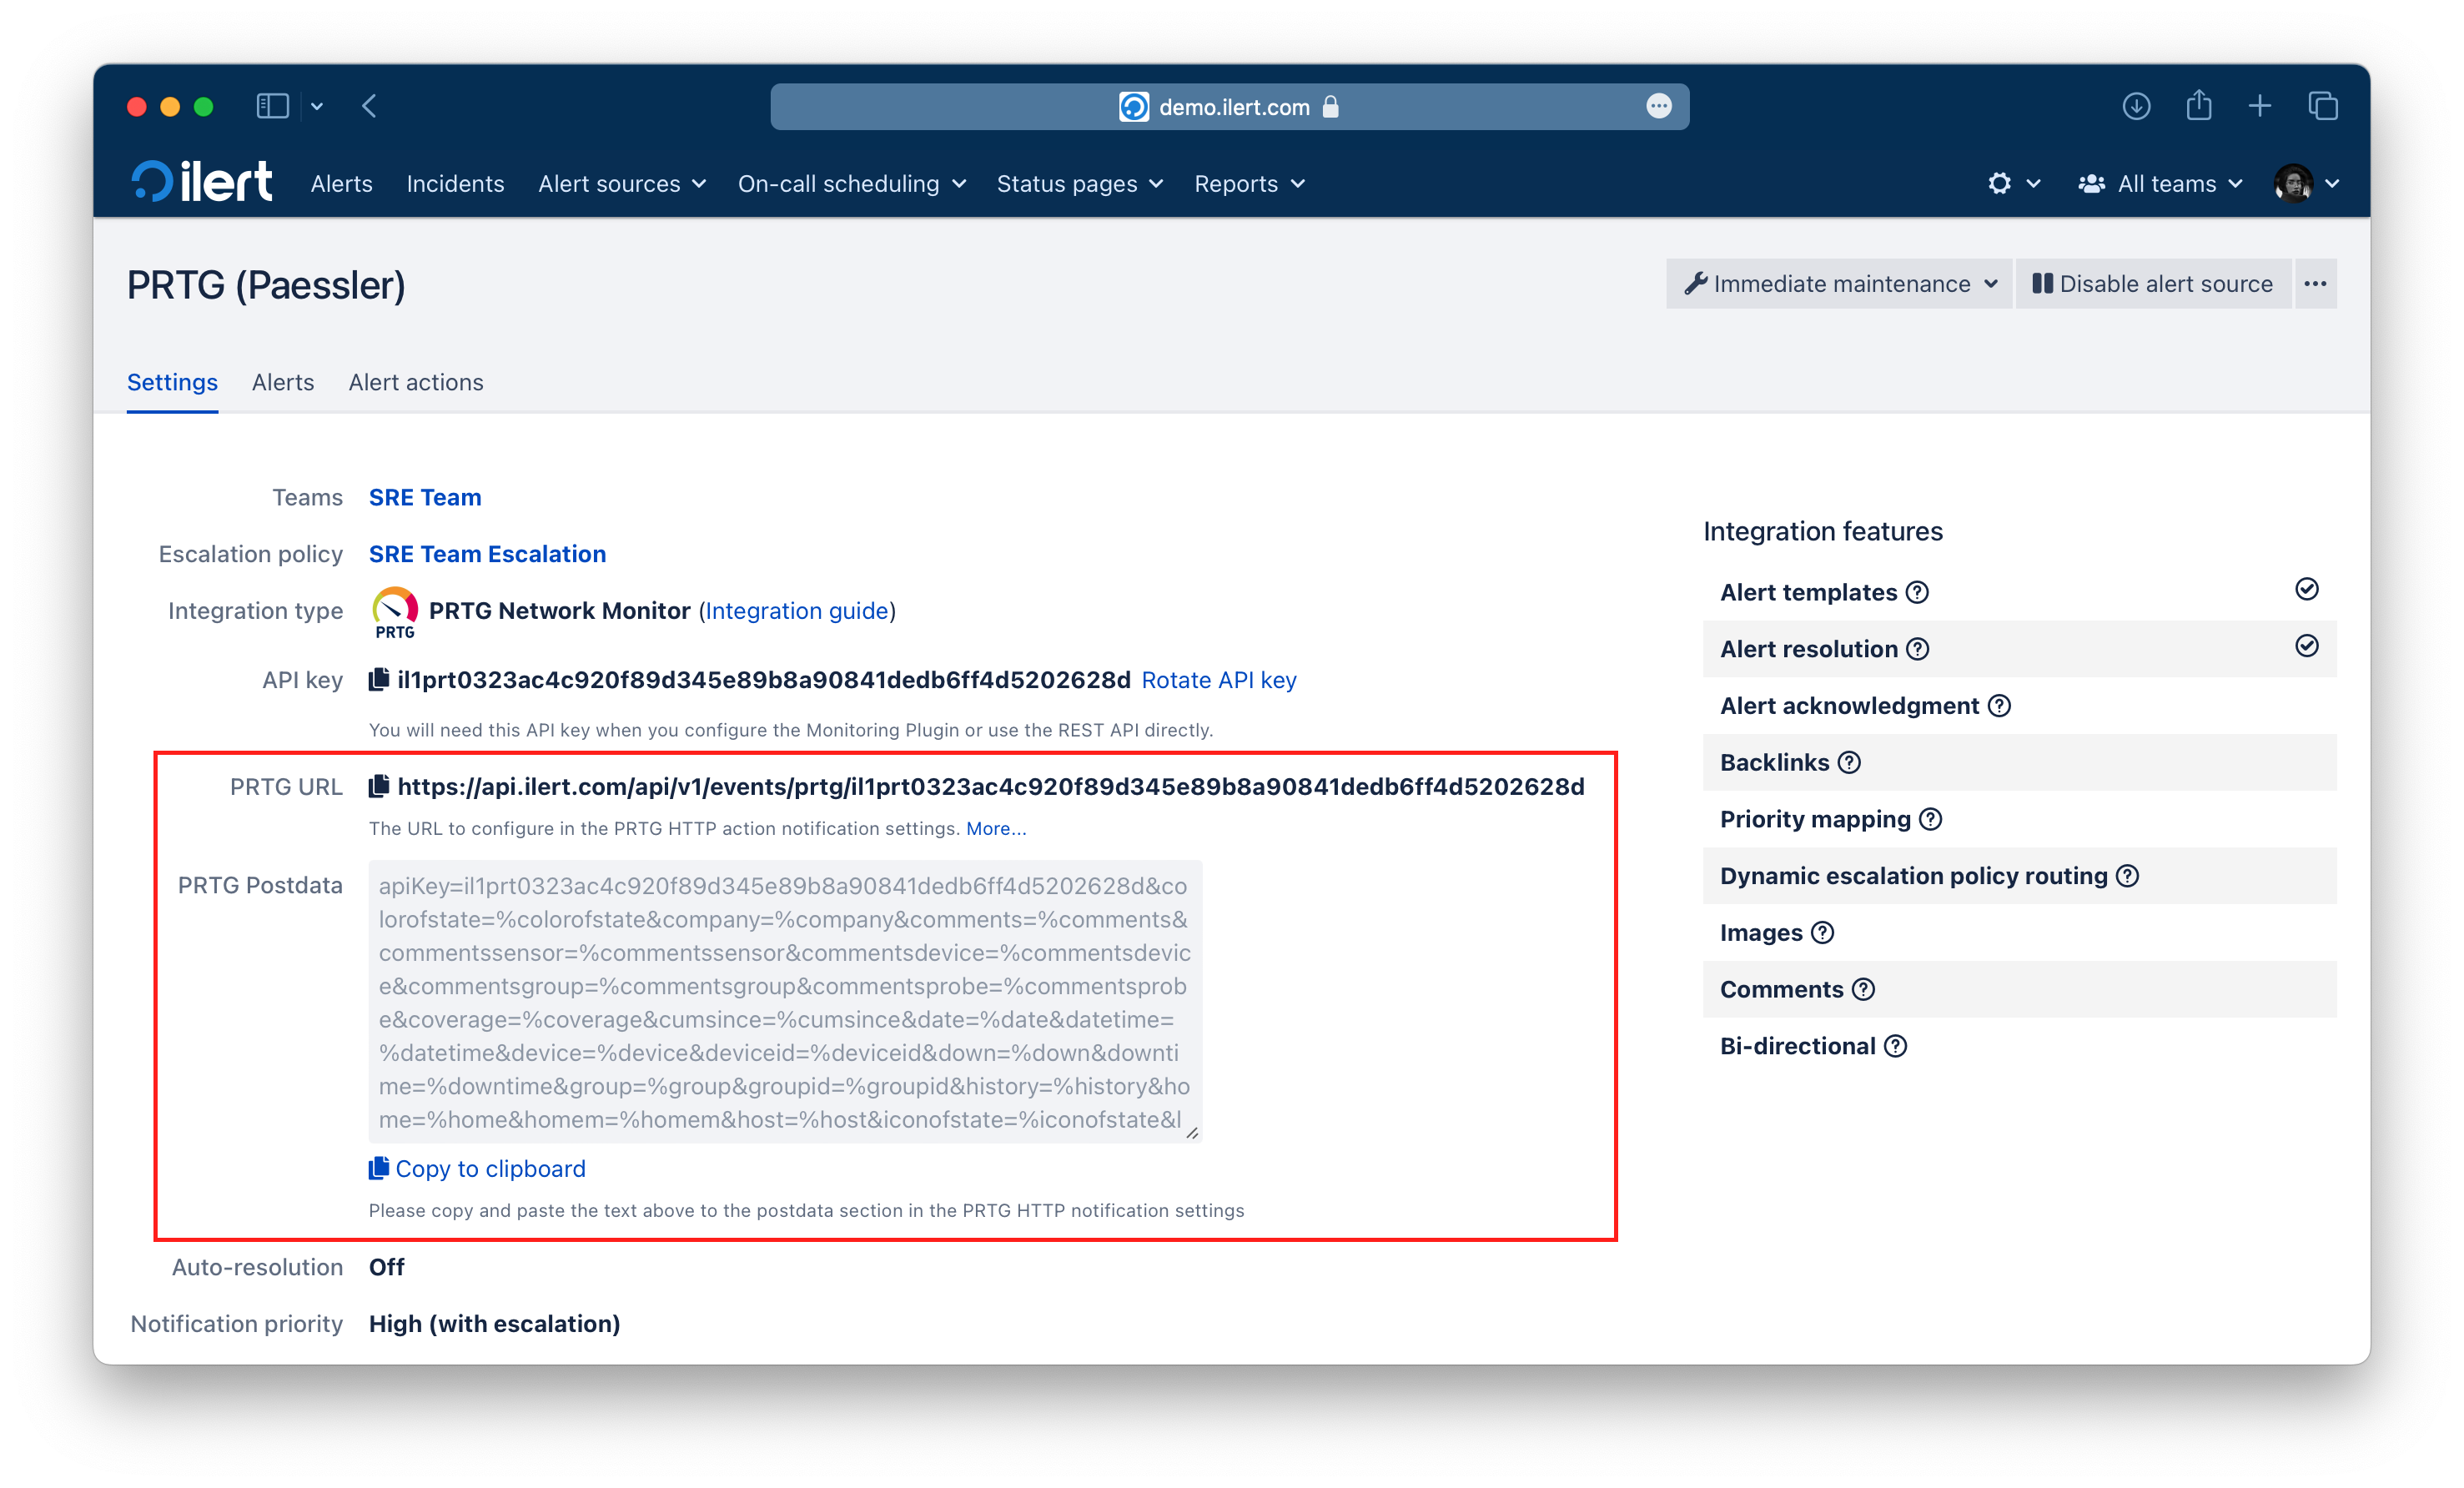 demo.ilert.com
ilert Alerts Incidents Alert sources On-call scheduling Status pages Reports All teams
PRTG (Paessler)
Immediate maintenance Disable alert source
Settings Alerts Alert actions
Teams SRE Team
Escalation policy SRE Team Escalation
Integration type PRTG PRTG Network Monitor (Integration guide)
API key il1prt0323ac4c920f89d345e89b8a90841dedb6ff4d5202628d Rotate API key
You will need this API key when you configure the Monitoring Plugin or use the REST API directly.
PRTG URL https://api.ilert.com/api/v1/events/prtg/il1prt0323ac4c920f89d345e89b8a90841dedb6ff4d5202628d
The URL to configure in the PRTG HTTP action notification settings. More...
PRTG Postdata
apiKey=il1prt0323ac4c920f89d345e89b8a90841dedb6ff4d5202628d&co
lorofstate=%colorofstate&company=%company&comments=%comments&
commentssensor=%commentssensor&commentsdevice=%commentsdevic
e&commentsgroup=%commentsgroup&commentsprobe=%commentsprob
e&coverage=%coverage&cumsince=%cumsince&date=%date&datetime=
%datetime&device=%device&deviceid=%deviceid&down=%down&downti
me=%downtime&group=%group&groupid=%groupid&history=%history&ho
me=%home&homem=%homem&host=%host&iconofstate=%iconofstate&l
Copy to clipboard
Please copy and paste the text above to the postdata section in the PRTG HTTP notification settings
Auto-resolution Off
Notification priority High (with escalation)
Integration features
Alert templates
Alert resolution
Alert acknowledgment
Backlinks
Priority mapping
Dynamic escalation policy routing
Images
Comments
Bi-directional